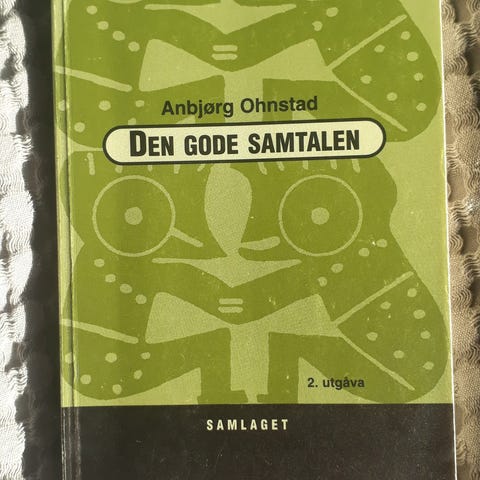 Anbjørg Ohnstad
DEN GODE SAMTALEN
2. utgåva
SAMLAGET